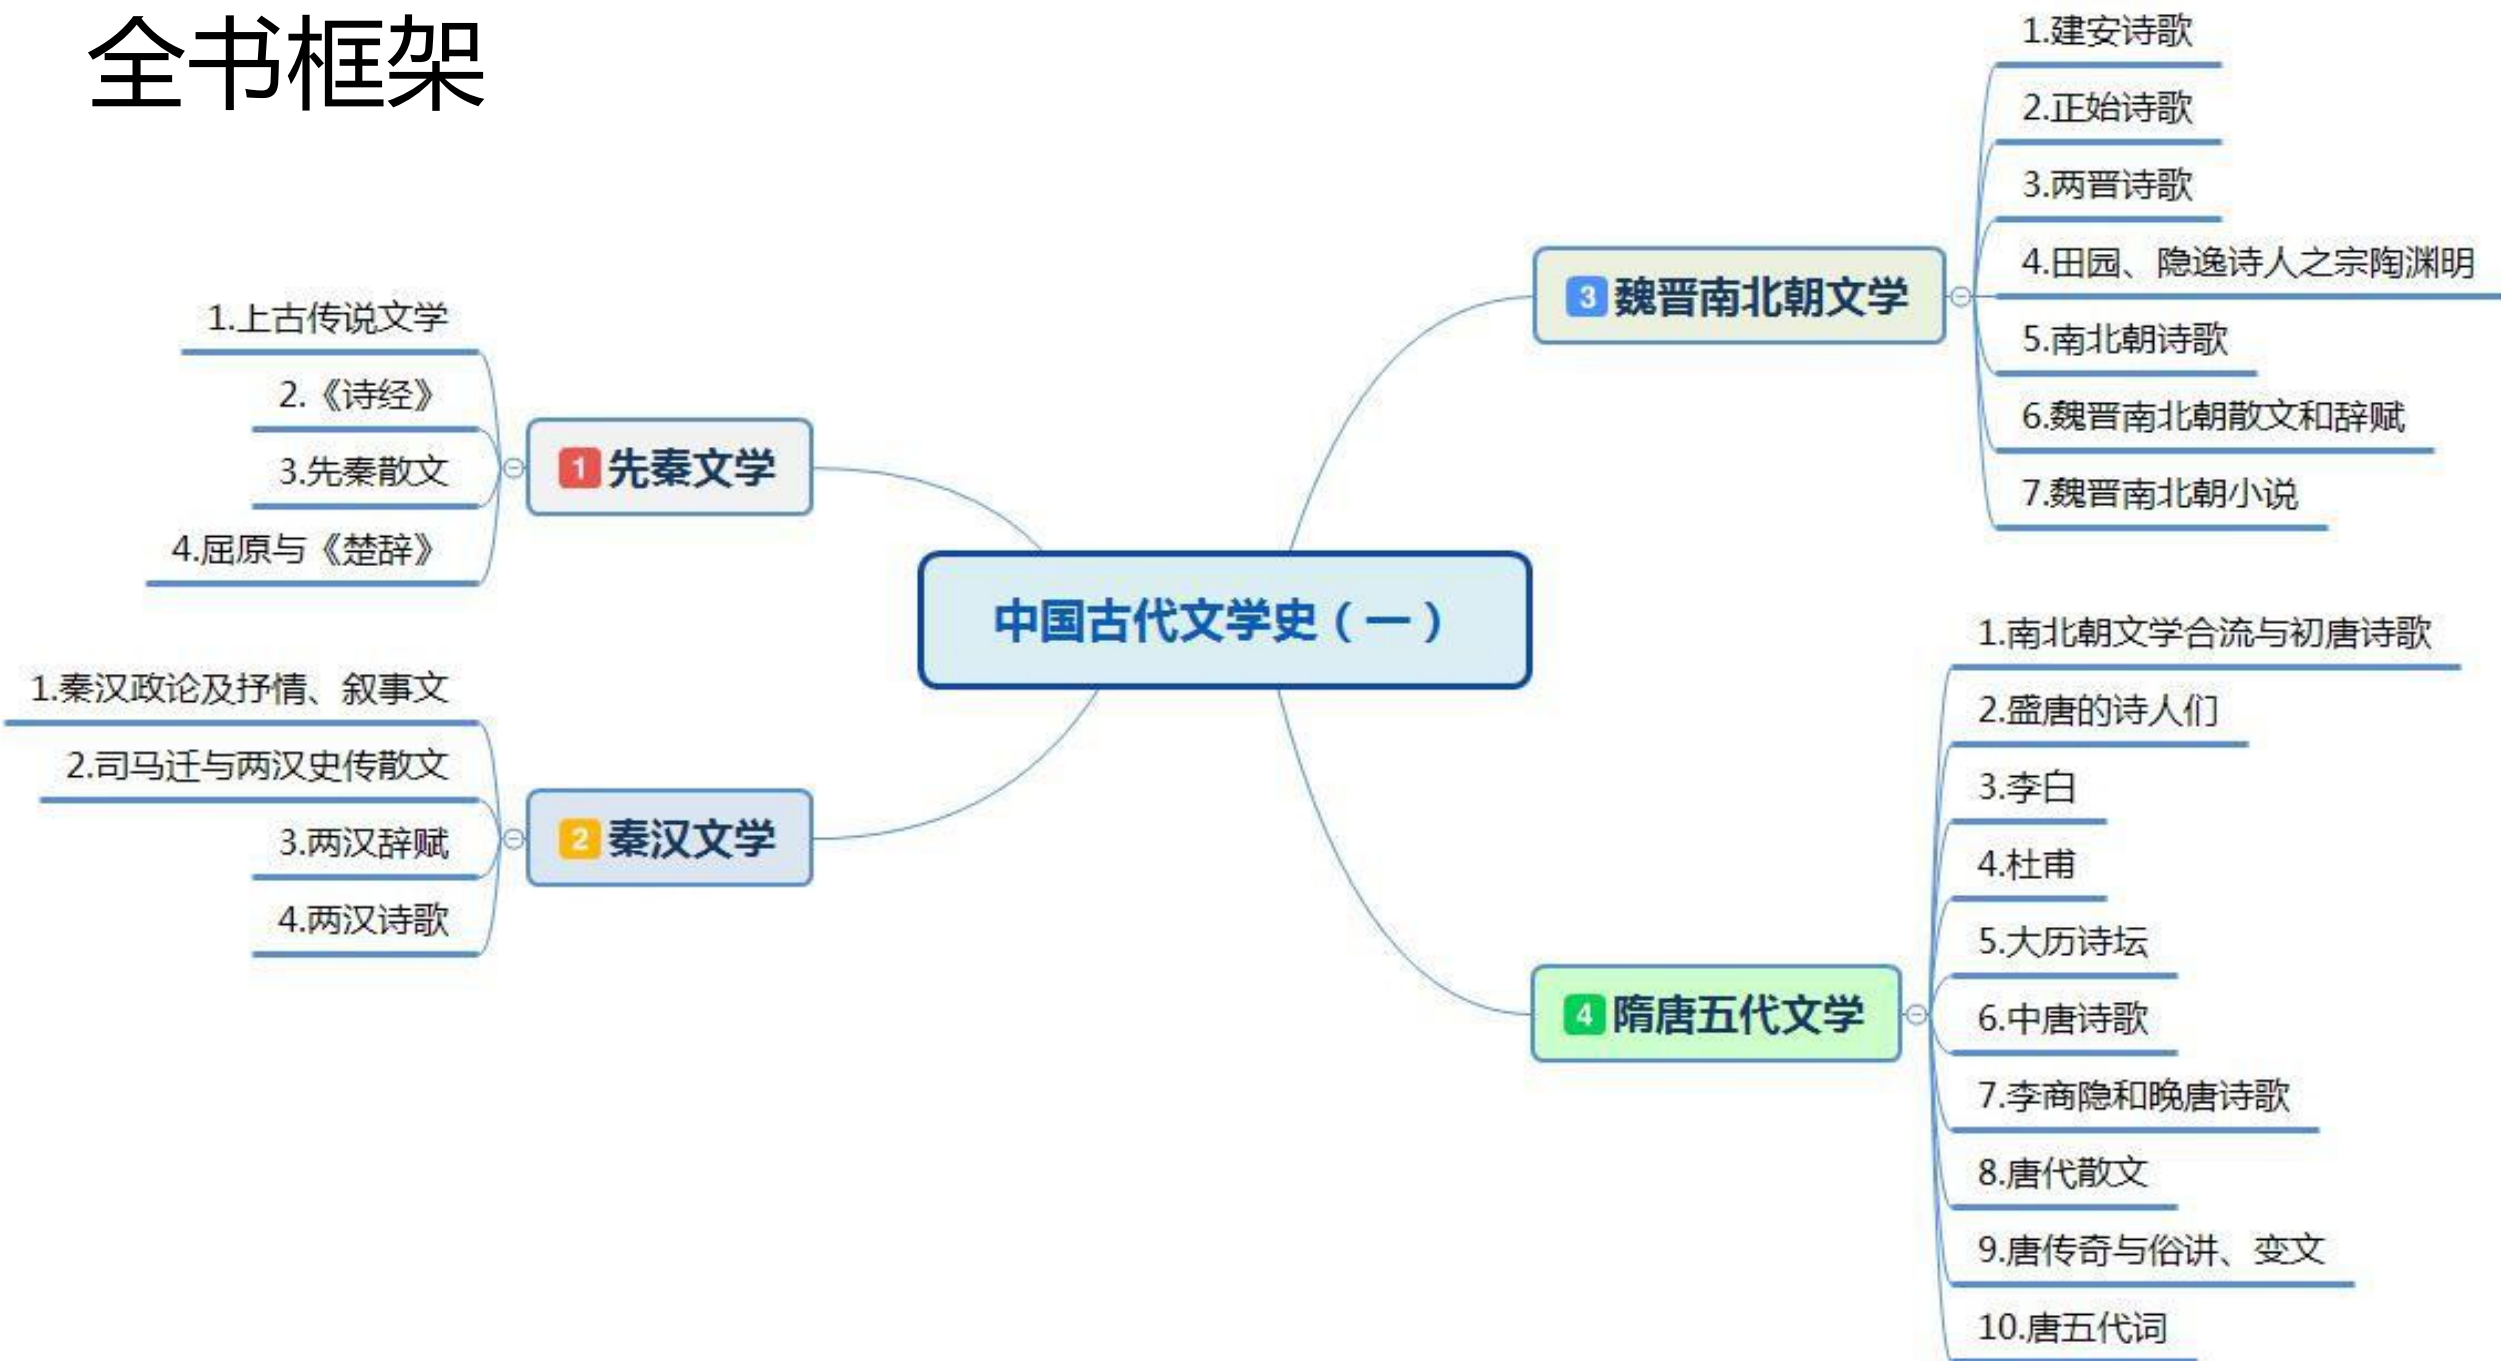 全书框架
中国古代文学史（一）
1 先秦文学
1.上古传说文学
2.《诗经》
3.先秦散文
4.屈原与《楚辞》
2 秦汉文学
1.秦汉政论及抒情、叙事文
2.司马迁与两汉史传散文
3.两汉辞赋
4.两汉诗歌
3 魏晋南北朝文学
1.建安诗歌
2.正始诗歌
3.两晋诗歌
4.田园、隐逸诗人之宗陶渊明
5.南北朝诗歌
6.魏晋南北朝散文和辞赋
7.魏晋南北朝小说
4 隋唐五代文学
1.南北朝文学合流与初唐诗歌
2.盛唐的诗人们
3.李白
4.杜甫
5.大历诗坛
6.中唐诗歌
7.李商隐和晚唐诗歌
8.唐代散文
9.唐传奇与俗讲、变文
10.唐五代词